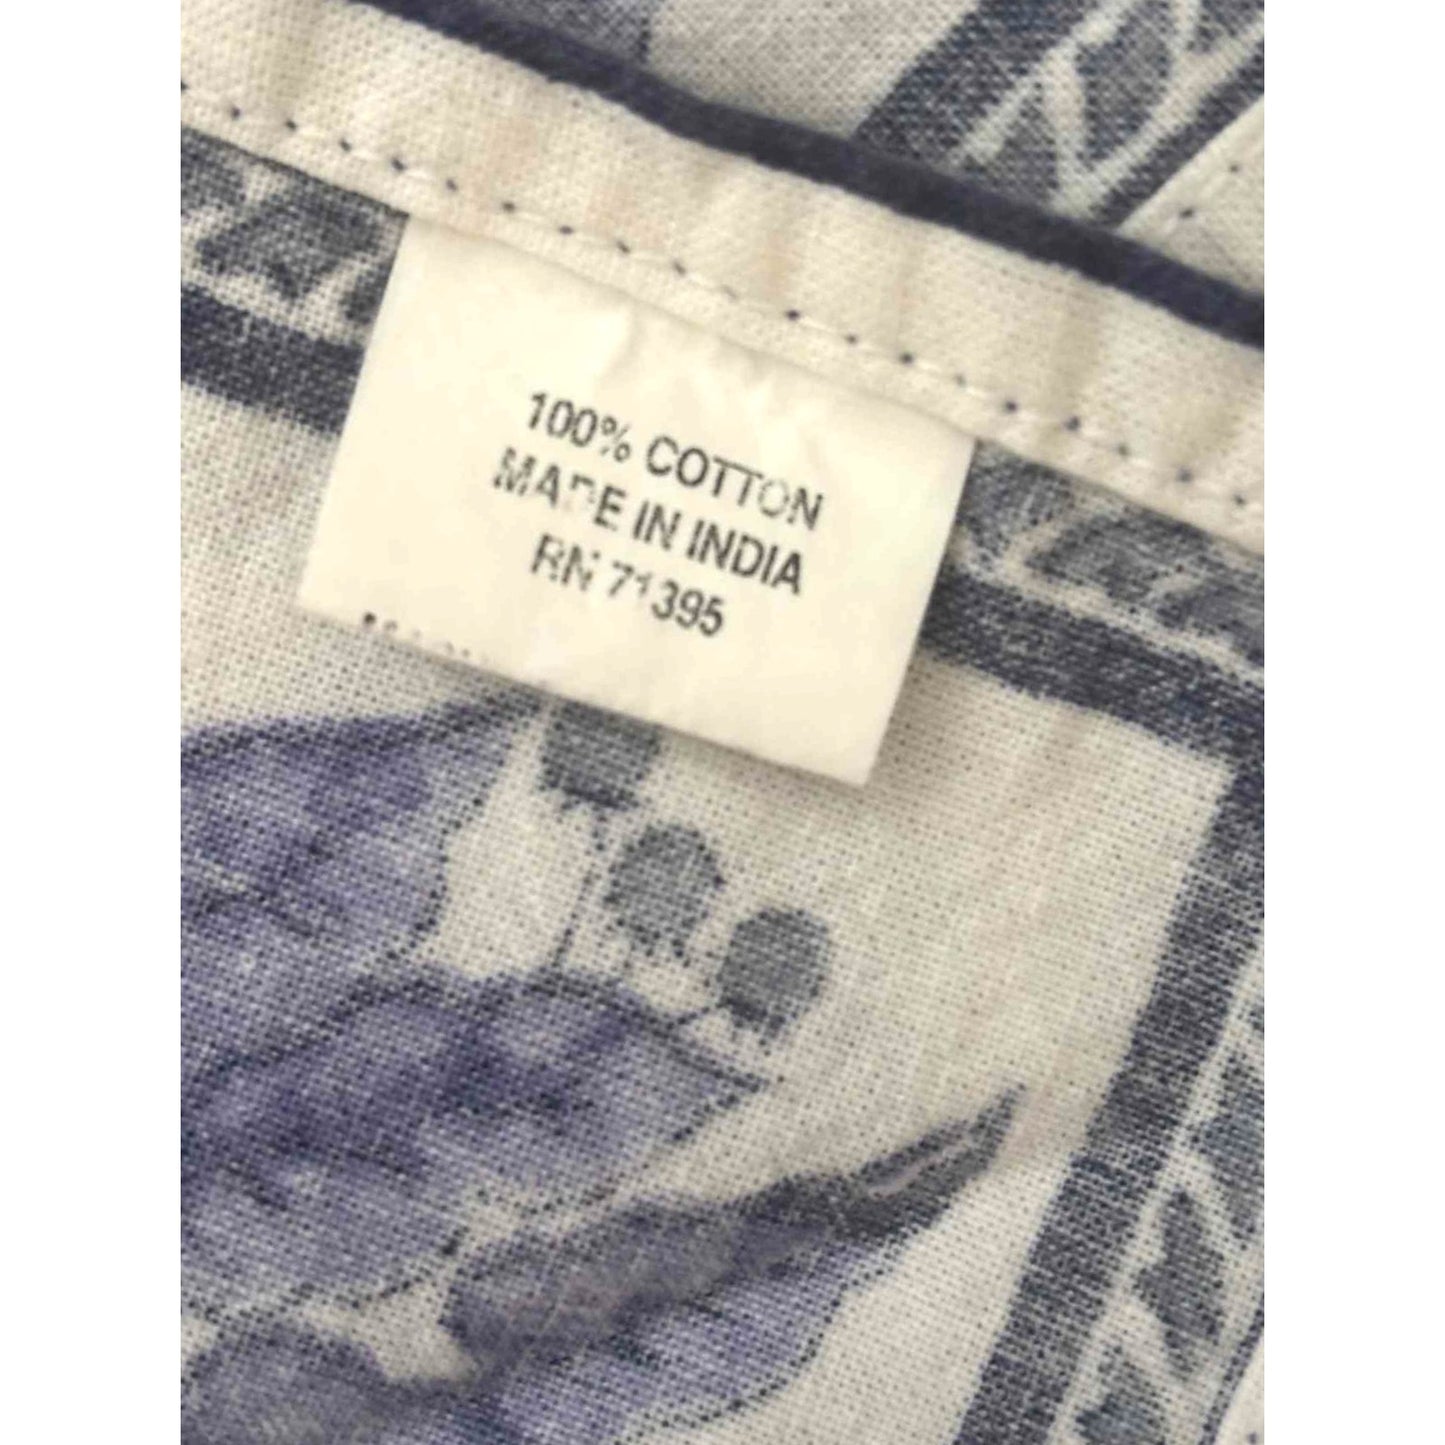 100% COTTON
MADE IN INDIA
RN 71395